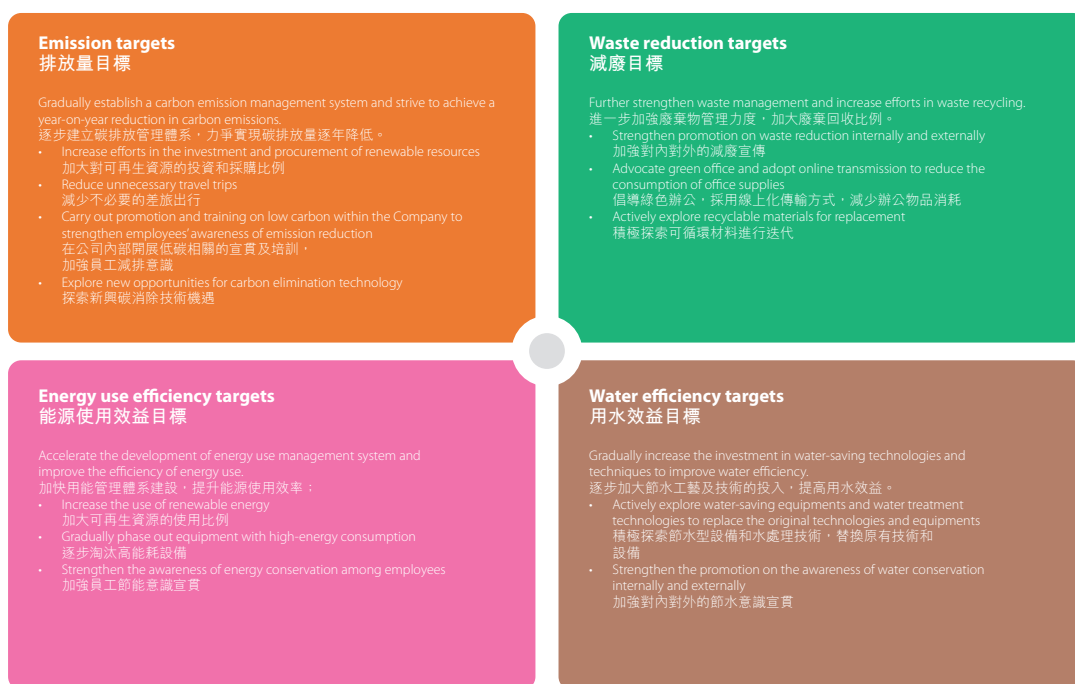 Emission targets
排放量目標
Gradually establish a carbon emission management system and strive to achieve a
year-on-year reduction in carbon emissions.
逐步建立碳排放管理體系，力爭實現碳排放量逐年降低。
• Increase efforts in the investment and procurement of renewable resources
加大對可再生資源的投資和採購比例
• Reduce unnecessary travel trips
減少不必要的差旅出行
• Carry out promotion and training on low carbon within the Company to
strengthen employees' awareness of emission reduction
在公司內部開展低碳相關的宣貫及培訓，
加強員工減排意識
• Explore new opportunities for carbon elimination technology
探索新興碳消除技術機遇
Waste reduction targets
減廢目標
Further strengthen waste management and increase efforts in waste recycling.
進一步加強廢棄物管理力度，加大廢棄回收比例。
• Strengthen promotion on waste reduction internally and externally
加強對內對外的減廢宣傳
• Advocate green office and adopt online transmission to reduce the
consumption of office supplies
倡導綠色辦公，採用線上化傳輸方式，減少辦公物品消耗
• Actively explore recyclable materials for replacement
積極探索可循環材料進行迭代
Energy use efficiency targets
能源使用效益目標
Accelerate the development of energy use management system and
improve the efficiency of energy use.
加快用能管理體系建設，提升能源使用效率；
• Increase the use of renewable energy
加大可再生資源的使用比例
• Gradually phase out equipment with high-energy consumption
逐步淘汰高能耗設備
• Strengthen the awareness of energy conservation among employees
加強員工節能意識宣貫
Water efficiency targets
用水效益目標
Gradually increase the investment in water-saving technologies and
techniques to improve water efficiency.
逐步加大節水工藝及技術的投入，提高用水效益。
• Actively explore water-saving equipments and water treatment
technologies to replace the original technologies and equipments
積極探索節水型設備和水處理技術，替換原有技術和
設備
• Strengthen the promotion on the awareness of water conservation
internally and externally
加強對內對外的節水意識宣貫